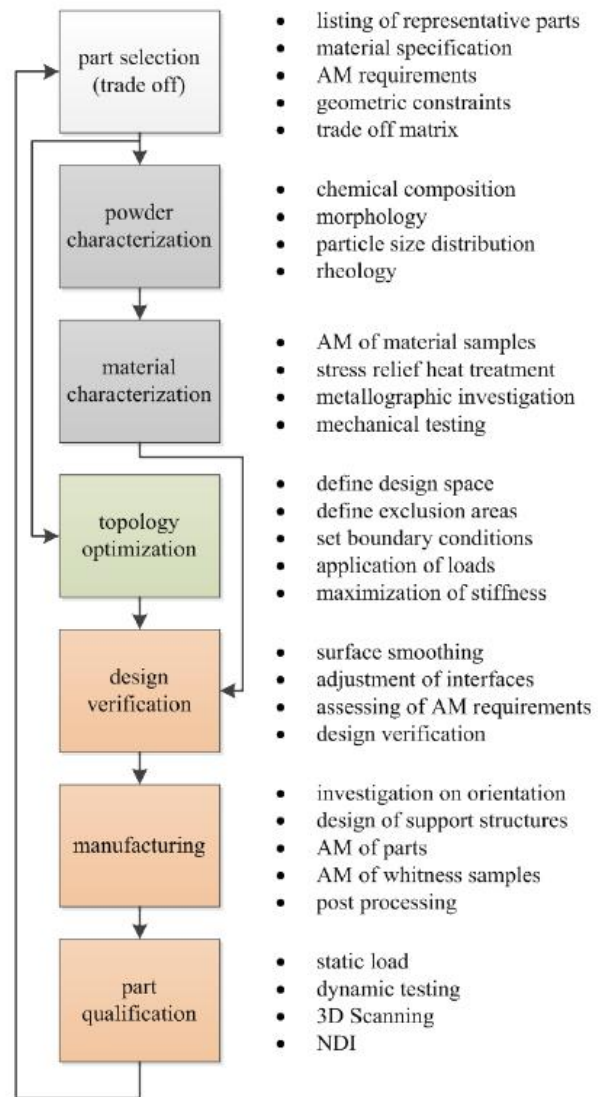 part selection
(trade off)
• listing of representative parts
• material specification
• AM requirements
• geometric constraints
• trade off matrix
powder
characterization
• chemical composition
• morphology
• particle size distribution
• rheology
material
characterization
• AM of material samples
• stress relief heat treatment
• metallographic investigation
• mechanical testing
topology
optimization
• define design space
• define exclusion areas
• set boundary conditions
• application of loads
• maximization of stiffness
design
verification
• surface smoothing
• adjustment of interfaces
• assessing of AM requirements
• design verification
manufacturing
• investigation on orientation
• design of support structures
• AM of parts
• AM of whitness samples
• post processing
part
qualification
• static load
• dynamic testing
• 3D Scanning
• NDI